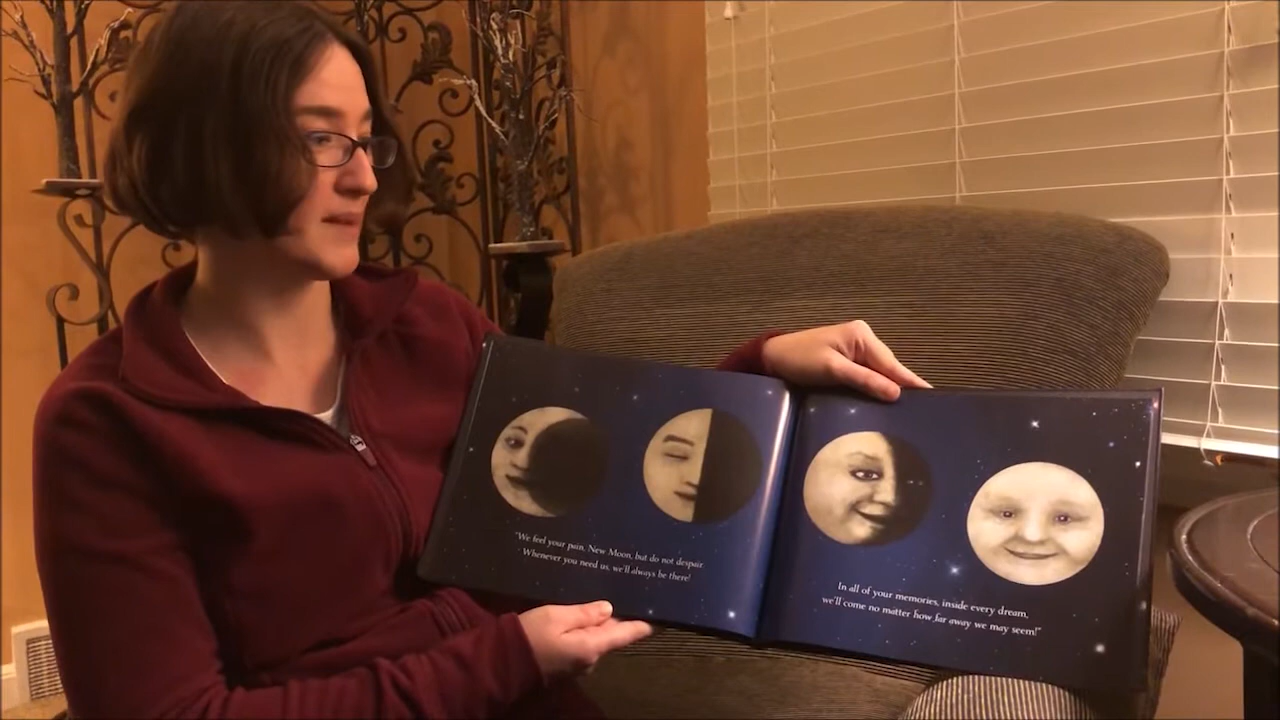 "We feel your pain, New Moon, but do not despair.
Whenever you need us, we'll always be there!
In all of your memories, inside every dream,
we'll come no matter how far away we may seem!"